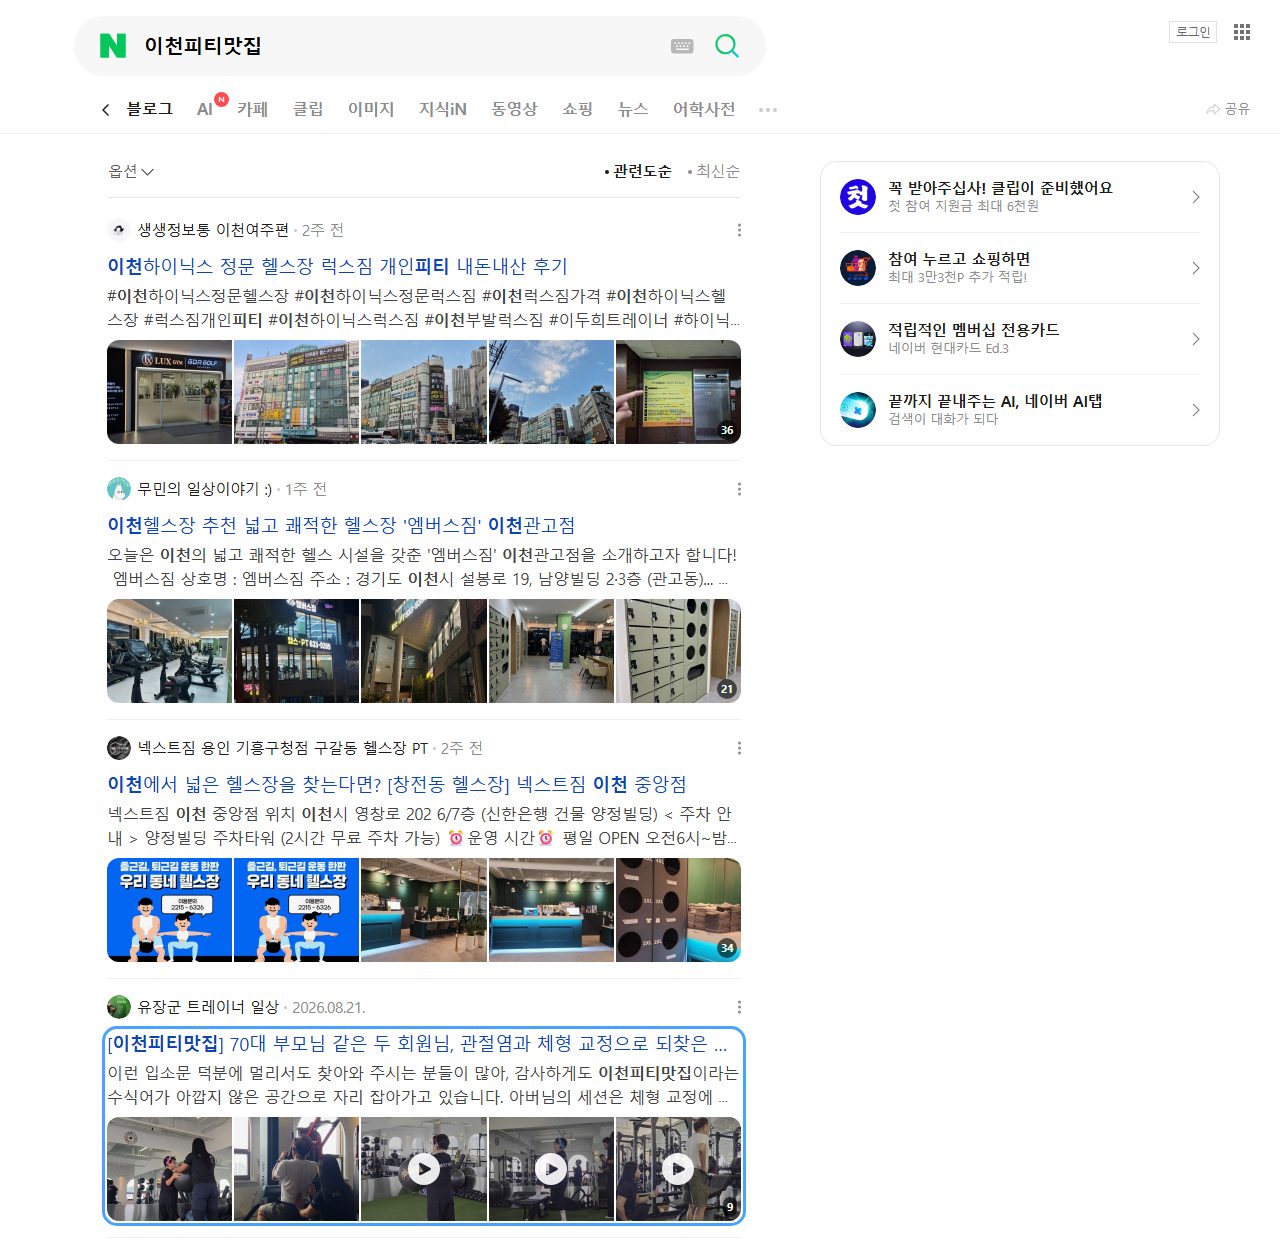 이천피티맛집
로그인
블로그 AI N 카페 클립 이미지 지식iN 동영상 쇼핑 뉴스 어학사전
공유
옵션
• 관련도순 • 최신순
생생정보통 이천여주편 · 2주 전
이천하이닉스 정문 헬스장 럭스짐 개인피티 내돈내산 후기
#이천하이닉스정문헬스장 #이천하이닉스정문럭스짐 #이천럭스짐가격 #이천하이닉스헬
스장 #럭스짐개인피티 #이천하이닉스럭스짐 #이천부발럭스짐 #이두희트레이너 #하이닉...
LUX GYM GDR GOLF
36
무민의 일상이야기 :) · 1주 전
이천헬스장 추천 넓고 쾌적한 헬스장 '엠버스짐' 이천관고점
오늘은 이천의 넓고 쾌적한 헬스 시설을 갖춘 '엠버스짐' 이천관고점을 소개하고자 합니다!
엠버스짐 상호명 : 엠버스짐 주소 : 경기도 이천시 설봉로 19, 남양빌딩 2·3층 (관고동)... ...
엠버스짐
헬스·PT 633-9399
21
넥스트짐 용인 기흥구청점 구갈동 헬스장 PT · 2주 전
이천에서 넓은 헬스장을 찾는다면? [창전동 헬스장] 넥스트짐 이천 중앙점
넥스트짐 이천 중앙점 위치 이천시 영창로 202 6/7층 (신한은행 건물 양정빌딩) < 주차 안
내 > 양정빌딩 주차타워 (2시간 무료 주차 가능) ⏰운영 시간⏰ 평일 OPEN 오전6시~밤...
출근길, 퇴근길 운동 한판
우리 동네 헬스장
이용문의
2215-6326
출근길, 퇴근길 운동 한판
우리 동네 헬스장
이용문의
2215-6326
34
유장군 트레이너 일상 · 2026.08.21.
[이천피티맛집] 70대 부모님 같은 두 회원님, 관절염과 체형 교정으로 되찾은 ...
이런 입소문 덕분에 멀리서도 찾아와 주시는 분들이 많아, 감사하게도 이천피티맛집이라는
수식어가 아깝지 않은 공간으로 자리 잡아가고 있습니다. 아버님의 세션은 체형 교정에 ...
9
첫
꼭 받아주십사! 클립이 준비했어요
첫 참여 지원금 최대 6천원
참여 누르고 쇼핑하면
최대 3만3천P 추가 적립!
적립적인 멤버십 전용카드
네이버 현대카드 Ed.3
끝까지 끝내주는 AI, 네이버 AI탭
검색이 대화가 되다